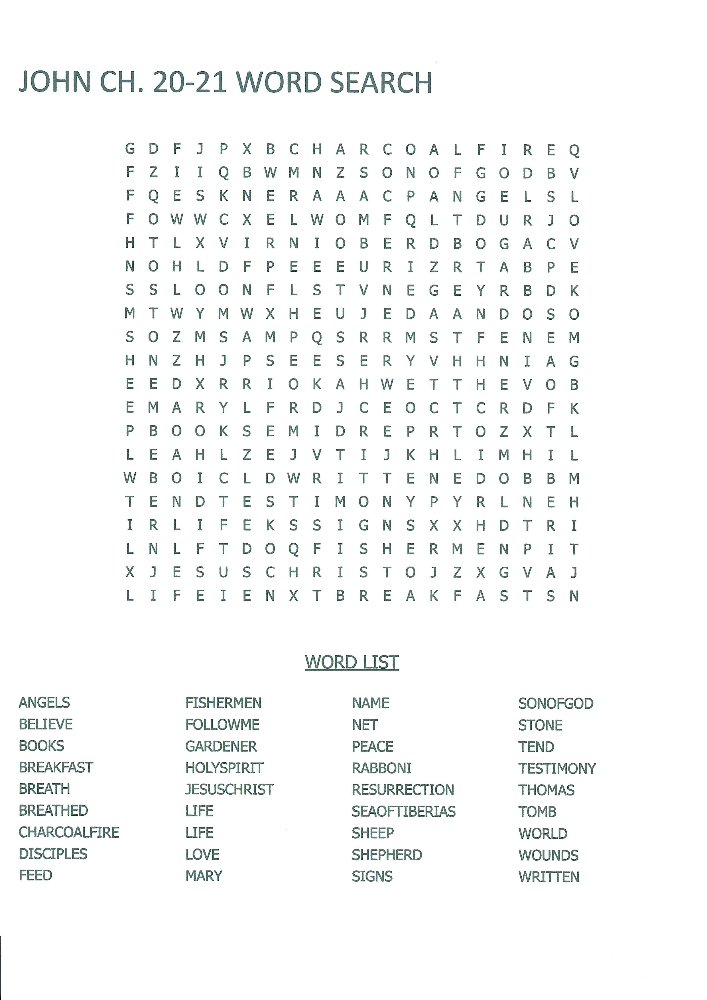 JOHN CH. 20-21 WORD SEARCH
G D F J P X B C H A R C O A L F I R E Q
F Z I I Q B W M N Z S O N O F G O D B V
F Q E S K N E R A A A C P A N G E L S L
F O W W C X E L W O M F Q L T D U R J O
H T L X V I R N I O B E R D B O G A C V
N O H L D F P E E E U R I Z R T A B P E
S S L O O N F L S T V N E G E Y R B D K
M T W Y M W X H E U J E D A A N D O S O
S O Z M S A M P Q S R R M S T F E N E M
H N Z H J P S E E S E R Y V H H N I A G
E E D X R R I O K A H W E T T H E V O B
E M A R Y L F R D J C E O C T C R D F K
P B O O K S E M I D R E P R T O Z X T L
L E A H L Z E J V T I J K H L I M H I L
W B O I C L D W R I T T E N E D O B B M
T E N D T E S T I M O N Y P Y R L N E H
I R L I F E K S S I G N S X X H D T R I
L N L F T D O Q F I S H E R M E N P I T
X J E S U S C H R I S T O J Z X G V A J
L I F E I E N X T B R E A K F A S T S N
WORD LIST
ANGELS FISHERMEN NAME SONOFGOD
BELIEVE FOLLOWME NET STONE
BOOKS GARDENER PEACE TEND
BREAKFAST HOLYSPIRIT RABBONI TESTIMONY
BREATH JESUSCHRIST RESURRECTION THOMAS
BREATHED LIFE SEAOFTIBERIAS TOMB
CHARCOALFIRE LIFE SHEEP WORLD
DISCIPLES LOVE SHEPHERD WOUNDS
FEED MARY SIGNS WRITTEN